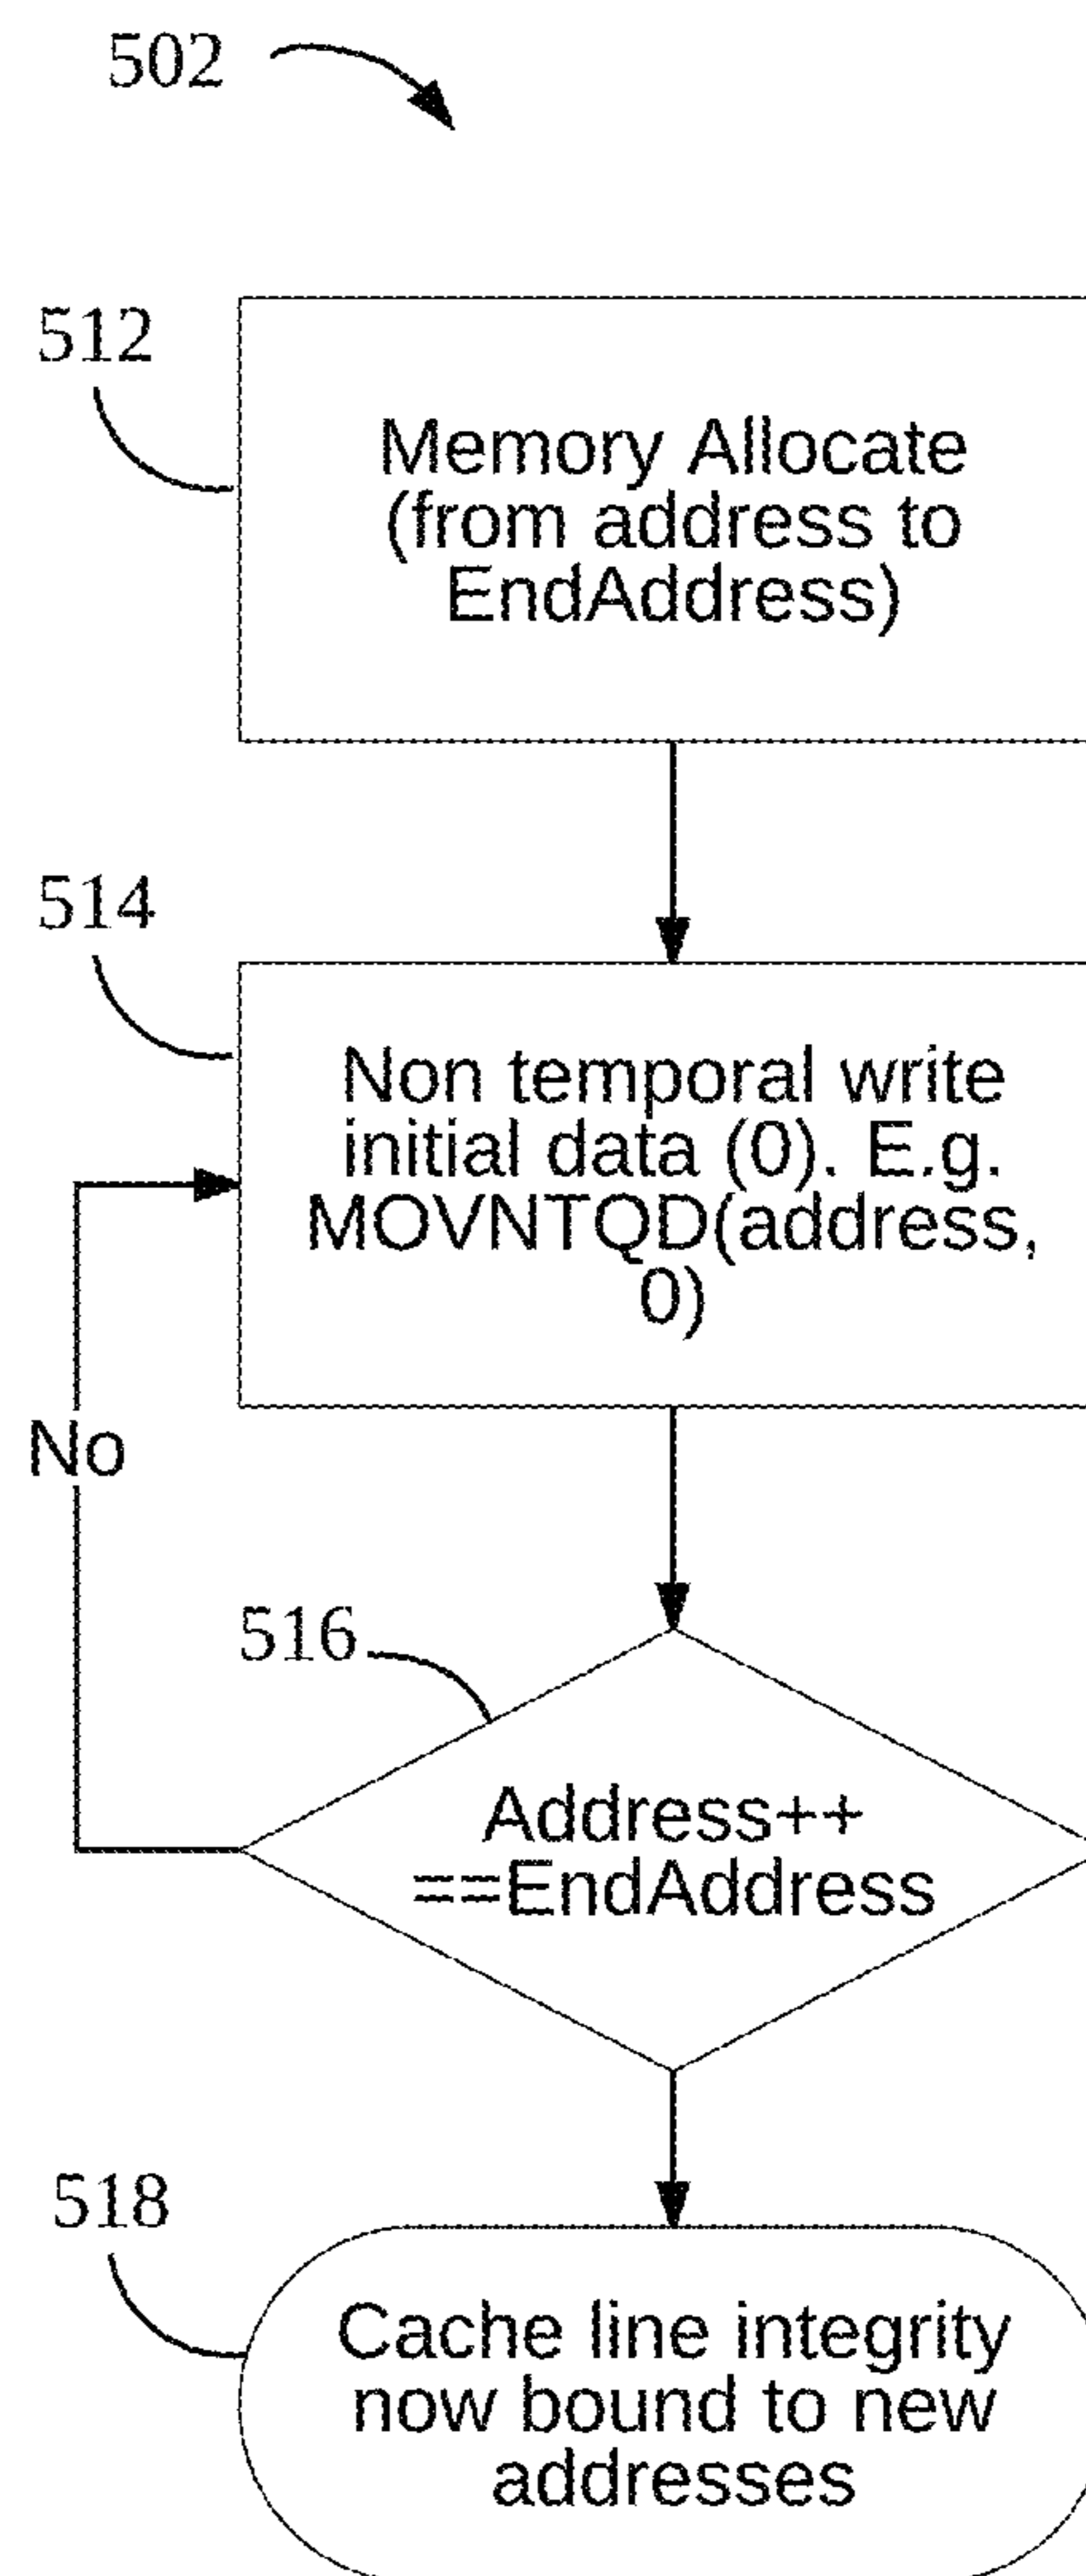 502
512
Memory Allocate
(from address to
EndAddress)
514
Non temporal write
initial data (0). E.g.
MOVNTQD(address,
0)
No
516
Address++
==EndAddress
518
Cache line integrity
now bound to new
addresses